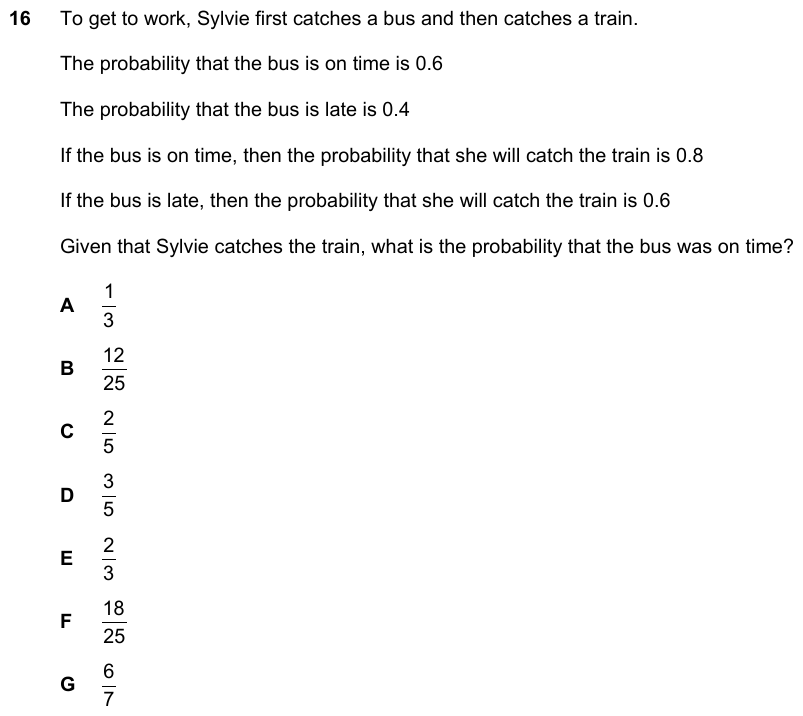 16 To get to work, Sylvie first catches a bus and then catches a train.
The probability that the bus is on time is 0.6
The probability that the bus is late is 0.4
If the bus is on time, then the probability that she will catch the train is 0.8
If the bus is late, then the probability that she will catch the train is 0.6
Given that Sylvie catches the train, what is the probability that the bus was on time?
A 1/3
B 12/25
C 2/5
D 3/5
E 2/3
F 18/25
G 6/7